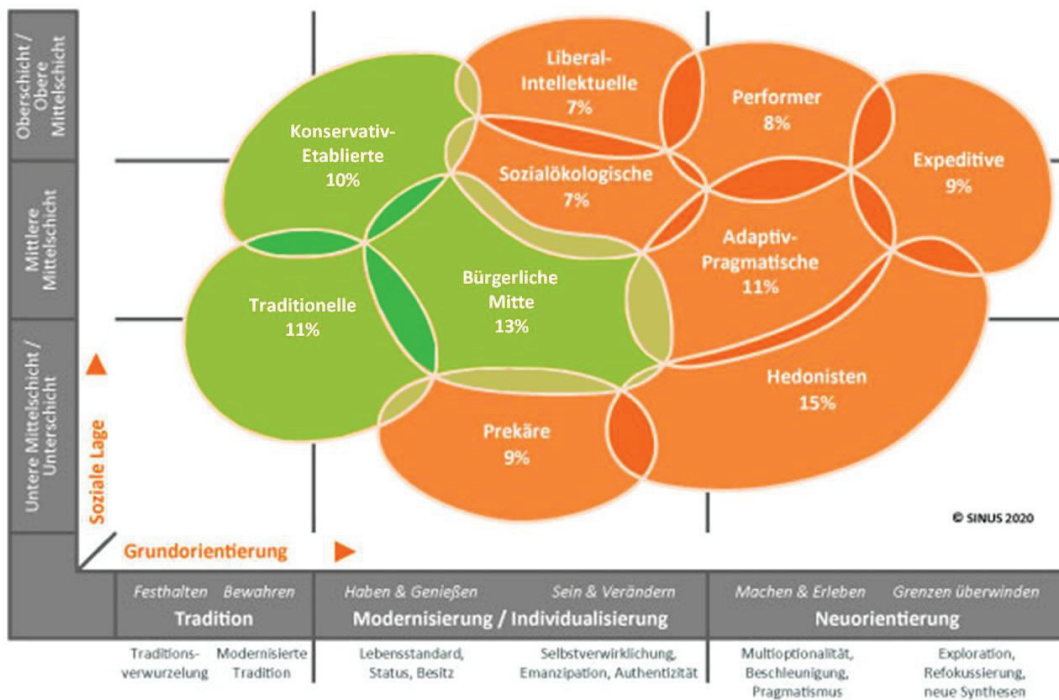 Oberschicht /
Obere
Mittelschicht
Mittlere
Mittelschicht
Untere Mittelschicht /
Unterschicht
Soziale Lage
Konservativ-
Etablierte
10%
Liberal-
Intellektuelle
7%
Performer
8%
Expeditive
9%
Sozialökologische
7%
Adaptiv-
Pragmatische
11%
Traditionelle
11%
Bürgerliche
Mitte
13%
Hedonisten
15%
Prekäre
9%
© SINUS 2020
Grundorientierung
Festhalten
Bewahren
Tradition
Haben & Genießen
Sein & Verändern
Modernisierung / Individualisierung
Machen & Erleben
Grenzen überwinden
Neuorientierung
Traditions-
verwurzelung
Modernisierte
Tradition
Lebensstandard,
Status, Besitz
Selbstverwirklichung,
Emanzipation, Authentizität
Multioptionalität,
Beschleunigung,
Pragmatismus
Exploration,
Refokussierung,
neue Synthesen